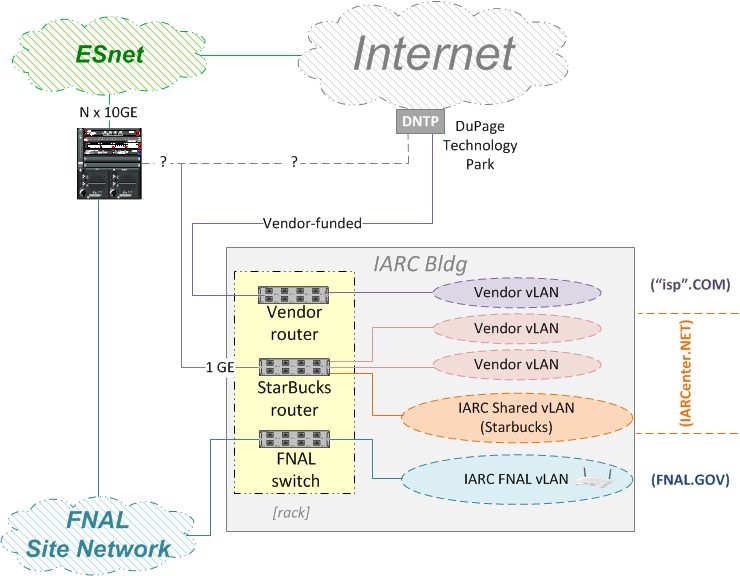 ESnet
Internet
N x 10GE
DNTP
DuPage
Technology
Park
?
?
Vendor-funded
IARC Bldg
Vendor
router
Vendor vLAN
("isp".COM)
Vendor vLAN
1 GE
Vendor vLAN
StarBucks
router
IARC Shared vLAN
(Starbucks)
(IARCenter.NET)
FNAL
switch
IARC FNAL vLAN
(FNAL.GOV)
[rack]
FNAL
Site Network